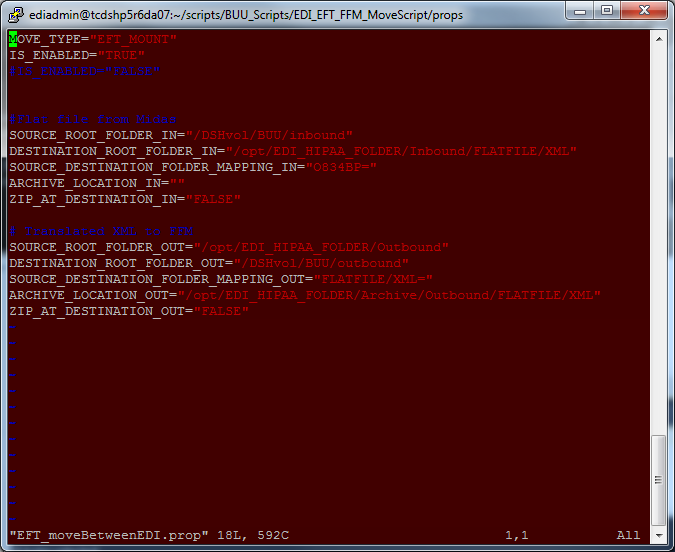 ediadmin@tcdshp5r6da07:~/scripts/BUU_Scripts/EDI_EFT_FFM_MoveScript/props
MOVE_TYPE="EFT_MOUNT"
IS_ENABLED="TRUE"
#IS_ENABLED="FALSE"
#Flat file from Midas
SOURCE_ROOT_FOLDER_IN="/DSHvol/BUU/inbound"
DESTINATION_ROOT_FOLDER_IN="/opt/EDI_HIPAA_FOLDER/Inbound/FLATFILE/XML"
SOURCE_DESTINATION_FOLDER_MAPPING_IN="Q834BP="
ARCHIVE_LOCATION_IN=""
ZIP_AT_DESTINATION_IN="FALSE"
# Translated XML to FFM
SOURCE_ROOT_FOLDER_OUT="/opt/EDI_HIPAA_FOLDER/Outbound"
DESTINATION_ROOT_FOLDER_OUT="/DSHvol/BUU/outbound"
SOURCE_DESTINATION_FOLDER_MAPPING_OUT="FLATFILE/XML="
ARCHIVE_LOCATION_OUT="/opt/EDI_HIPAA_FOLDER/Archive/Outbound/FLATFILE/XML"
ZIP_AT_DESTINATION_OUT="FALSE"
~
~
~
~
~
~
~
~
~
~
~
~
~
"EFT_moveBetweenEDI.prop" 18L, 592C 1,1 All